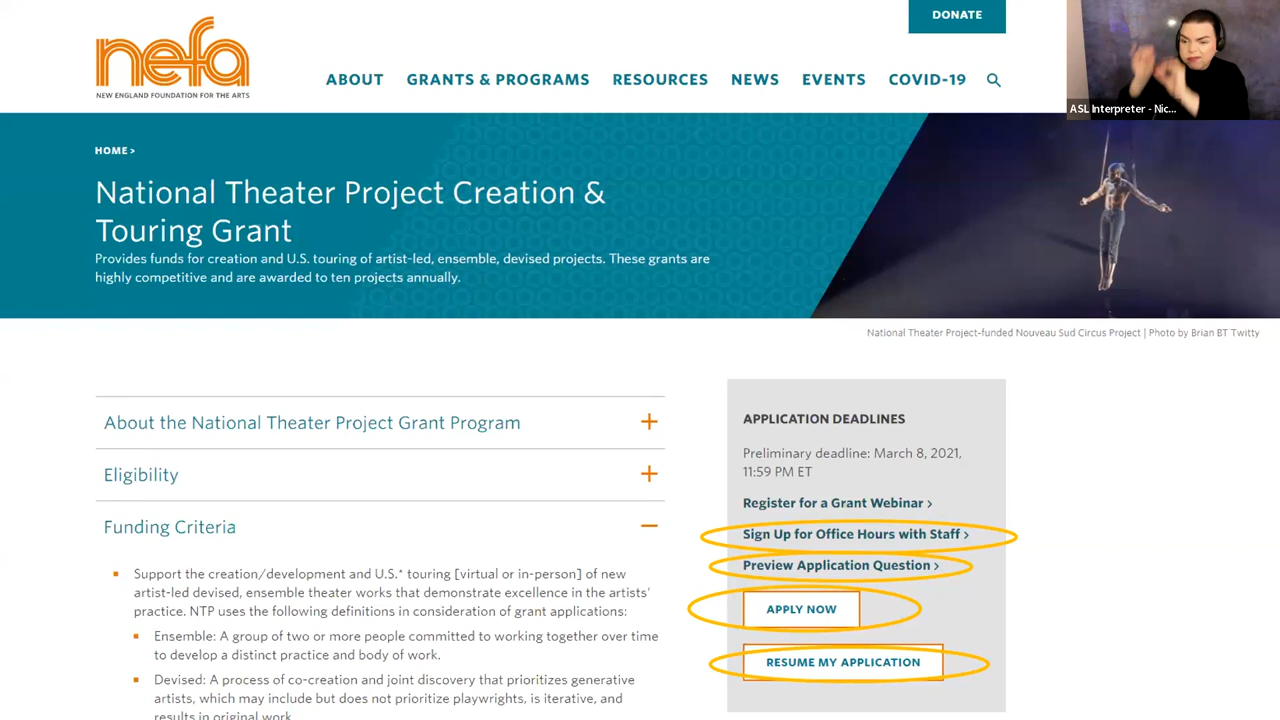 DONATE
nefa
NEW ENGLAND FOUNDATION FOR THE ARTS
ABOUT GRANTS & PROGRAMS RESOURCES NEWS EVENTS COVID-19
ASL Interpreter - Nic...
HOME >
National Theater Project Creation &
Touring Grant
Provides funds for creation and U.S. touring of artist-led, ensemble, devised projects. These grants are
highly competitive and are awarded to ten projects annually.
National Theater Project-funded Nouveau Sud Circus Project | Photo by Brian BT Twitty
About the National Theater Project Grant Program
Eligibility
Funding Criteria
Support the creation/development and U.S.* touring [virtual or in-person] of new
artist-led devised, ensemble theater works that demonstrate excellence in the artists'
practice. NTP uses the following definitions in consideration of grant applications:
Ensemble: A group of two or more people committed to working together over time
to develop a distinct practice and body of work.
Devised: A process of co-creation and joint discovery that prioritizes generative
artists, which may include but does not prioritize playwrights, is iterative, and
results in original work
APPLICATION DEADLINES
Preliminary deadline: March 8, 2021,
11:59 PM ET
Register for a Grant Webinar >
Sign Up for Office Hours with Staff >
Preview Application Question >
APPLY NOW
RESUME MY APPLICATION